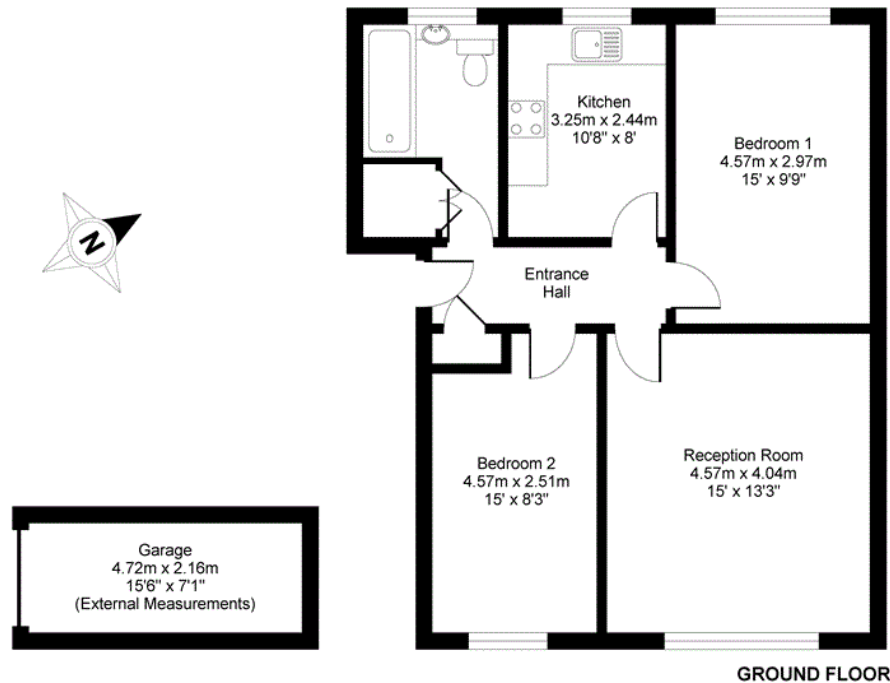 Kitchen
3.25m x 2.44m
10'8" x 8'
Bedroom 1
4.57m x 2.97m
15' x 9'9"
N
Entrance
Hall
Bedroom 2
4.57m x 2.51m
15' x 8'3"
Reception Room
4.57m x 4.04m
15' x 13'3"
Garage
4.72m x 2.16m
15'6" x 7'1"
(External Measurements)
GROUND FLOOR